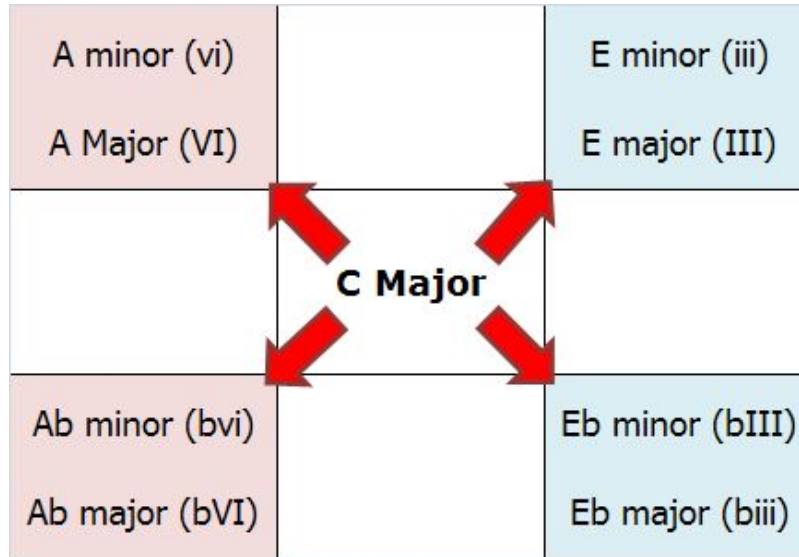 A minor (vi)
A Major (VI)
E minor (iii)
E major (III)
C Major
Ab minor (bvi)
Ab major (bVI)
Eb minor (bIII)
Eb major (biii)